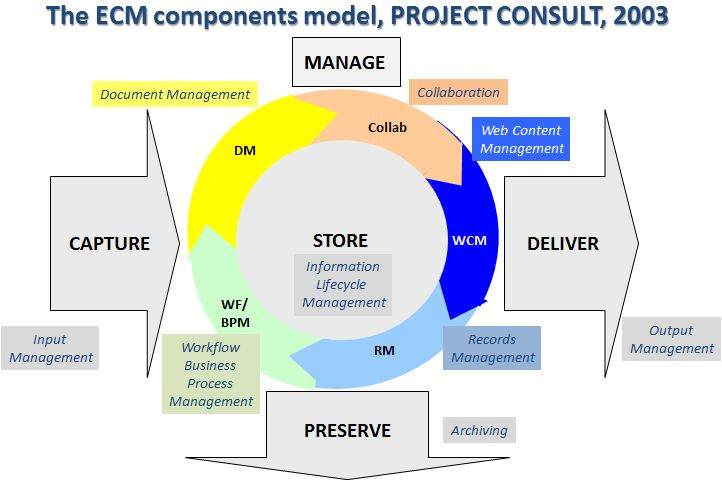 The ECM components model, PROJECT CONSULT, 2003
MANAGE
Document Management
Collaboration
Collab
Web Content
Management
DM
CAPTURE
STORE
WCM
DELIVER
Information
Lifecycle
Management
WF/
BPM
Input
Management
Workflow
Business
Process
Management
RM
Records
Management
Output
Management
PRESERVE
Archiving